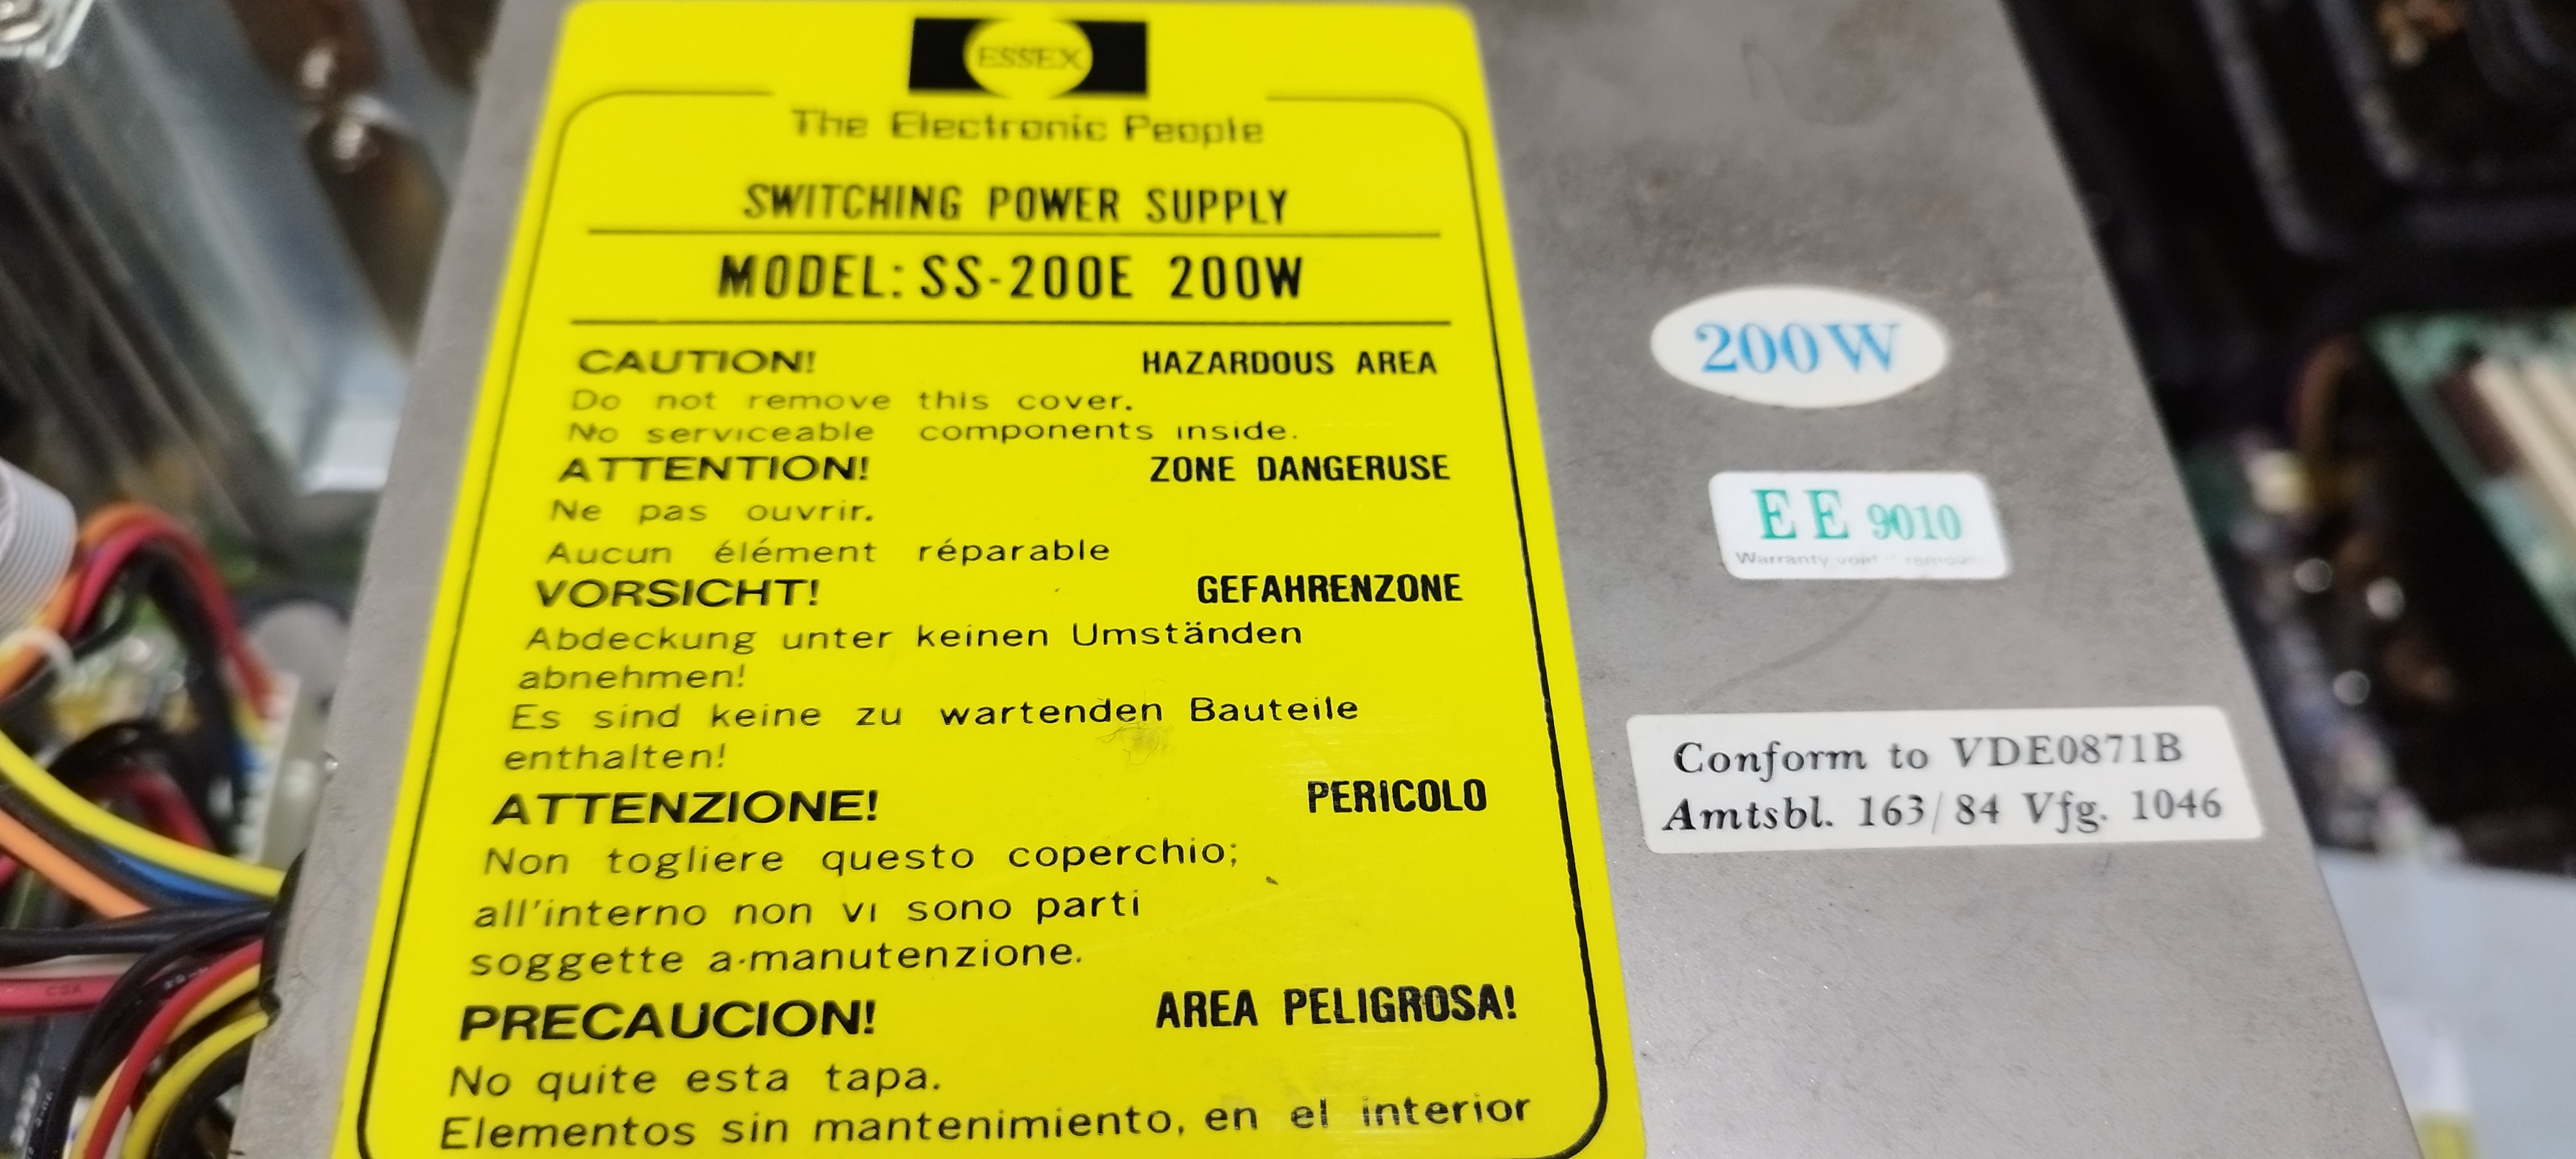 ESSEX
The Electronic People
SWITCHING POWER SUPPLY
MODEL: SS-200E 200W
CAUTION! HAZARDOUS AREA
Do not remove this cover.
No serviceable components inside.
ATTENTION! ZONE DANGERUSE
Ne pas ouvrir.
Aucun élément réparable
VORSICHT! GEFAHRENZONE
Abdeckung unter keinen Umständen
abnehmen!
Es sind keine zu wartenden Bauteile
enthalten!
ATTENZIONE! PERICOLO
Non togliere questo coperchio;
all'interno non vi sono parti
soggette a manutenzione.
PRECAUCION! AREA PELIGROSA!
No quite esta tapa.
Elementos sin mantenimiento, en el interior
200W
EE 9010
Warranty void remove
Conform to VDE0871B
Amtsbl. 163/84 Vfg. 1046
CSA